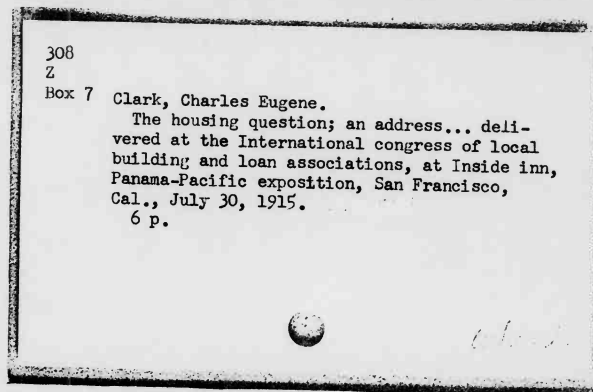 308
Z
Box 7 Clark, Charles Eugene.
The housing question; an address... deli-
vered at the International congress of local
building and loan associations, at Inside inn,
Panama-Pacific exposition, San Francisco,
Cal., July 30, 1915.
6 p.